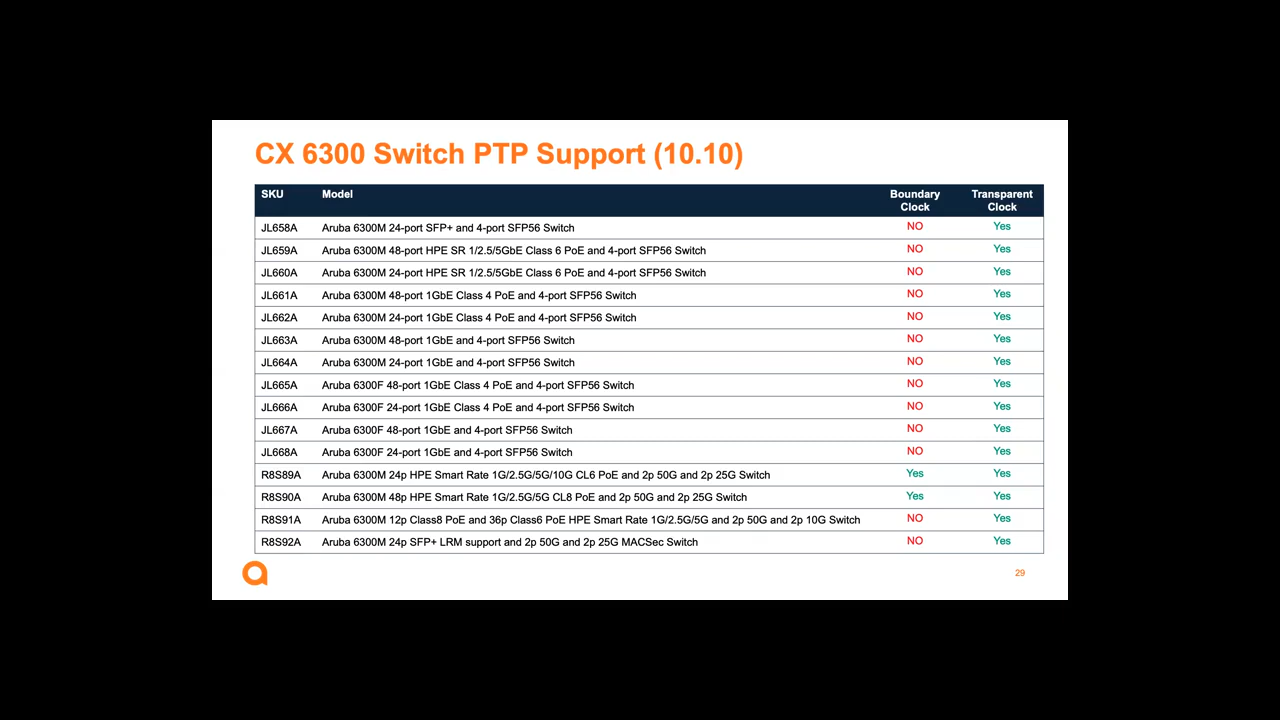 CX 6300 Switch PTP Support (10.10)
SKU Model Boundary Clock Transparent Clock
JL658A Aruba 6300M 24-port SFP+ and 4-port SFP56 Switch NO Yes
JL659A Aruba 6300M 48-port HPE SR 1/2.5/5GbE Class 6 PoE and 4-port SFP56 Switch NO Yes
JL660A Aruba 6300M 24-port HPE SR 1/2.5/5GbE Class 6 PoE and 4-port SFP56 Switch NO Yes
JL661A Aruba 6300M 48-port 1GbE Class 4 PoE and 4-port SFP56 Switch NO Yes
JL662A Aruba 6300M 24-port 1GbE Class 4 PoE and 4-port SFP56 Switch NO Yes
JL663A Aruba 6300M 48-port 1GbE and 4-port SFP56 Switch NO Yes
JL664A Aruba 6300M 24-port 1GbE and 4-port SFP56 Switch NO Yes
JL665A Aruba 6300F 48-port 1GbE Class 4 PoE and 4-port SFP56 Switch NO Yes
JL666A Aruba 6300F 24-port 1GbE Class 4 PoE and 4-port SFP56 Switch NO Yes
JL667A Aruba 6300F 48-port 1GbE and 4-port SFP56 Switch NO Yes
JL668A Aruba 6300F 24-port 1GbE and 4-port SFP56 Switch NO Yes
R8S89A Aruba 6300M 24p HPE Smart Rate 1G/2.5G/5G/10G CL6 PoE and 2p 50G and 2p 25G Switch Yes Yes
R8S90A Aruba 6300M 48p HPE Smart Rate 1G/2.5G/5G CL8 PoE and 2p 50G and 2p 25G Switch Yes Yes
R8S91A Aruba 6300M 12p Class8 PoE and 36p Class6 PoE HPE Smart Rate 1G/2.5G/5G and 2p 50G and 2p 10G Switch NO Yes
R8S92A Aruba 6300M 24p SFP+ LRM support and 2p 50G and 2p 25G MACSec Switch NO Yes
29